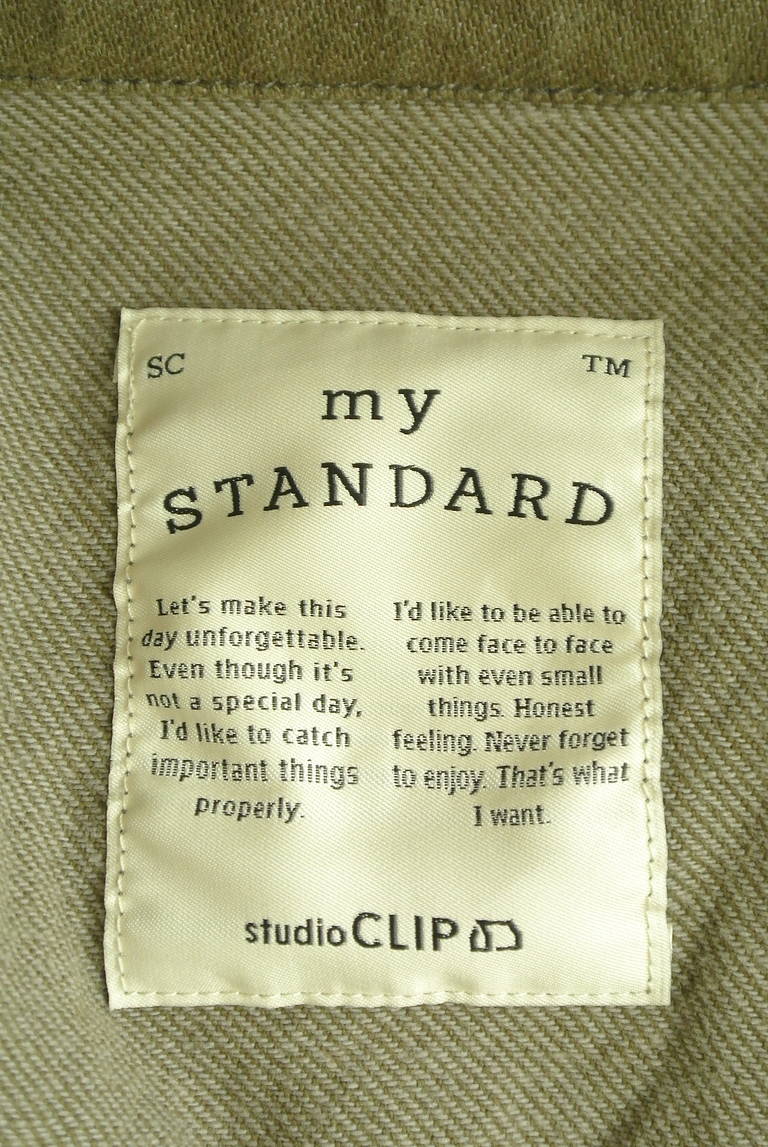 SC
TM
my
STANDARD
Let's make this
day unforgettable.
Even though it's
not a special day,
I'd like to catch
important things
properly.
I'd like to be able to
come face to face
with even small
things. Honest
feeling. Never forget
to enjoy. That's what
I want.
studio CLIP